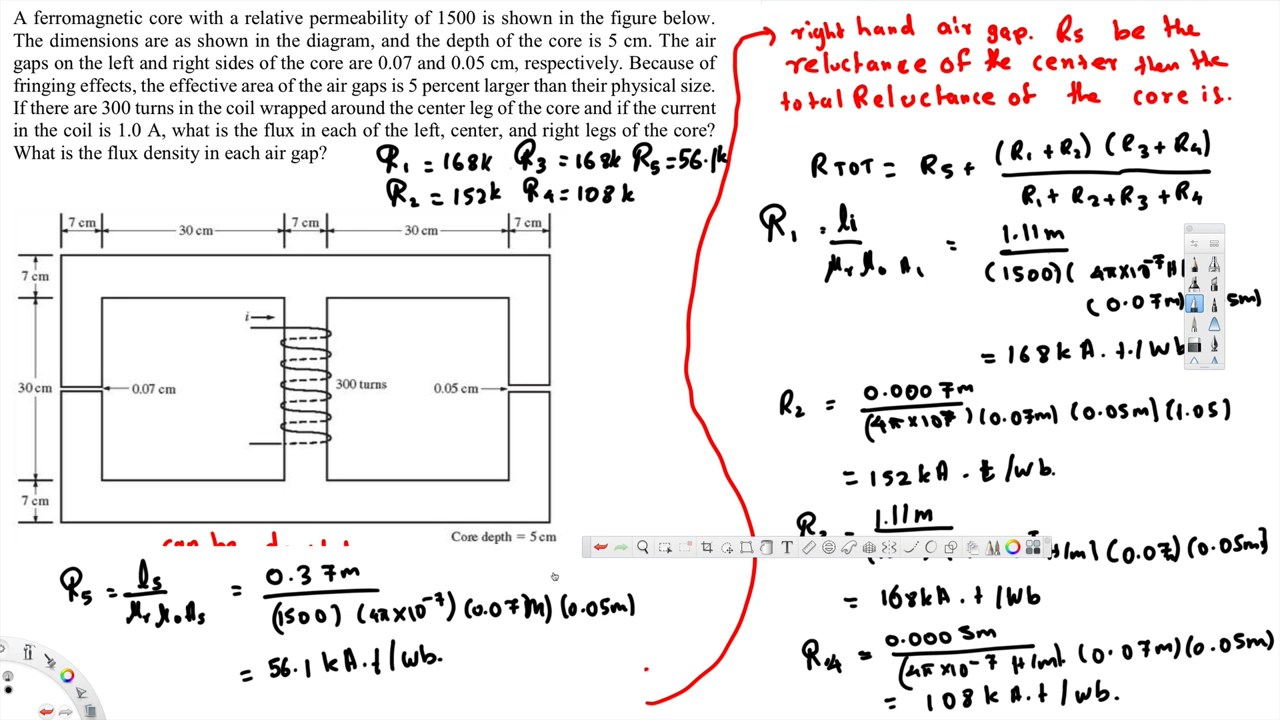 A ferromagnetic core with a relative permeability of 1500 is shown in the figure below.
The dimensions are as shown in the diagram, and the depth of the core is 5 cm. The air
gaps on the left and right sides of the core are 0.07 and 0.05 cm, respectively. Because of
fringing effects, the effective area of the air gaps is 5 percent larger than their physical size.
If there are 300 turns in the coil wrapped around the center leg of the core and if the current
in the coil is 1.0 A, what is the flux in each of the left, center, and right legs of the core?
What is the flux density in each air gap?
R1 = 168k R3 = 168k R5 = 56.1k
R2 = 152k R4 = 108k
7 cm 30 cm 7 cm 30 cm 7 cm
7 cm
i
30 cm 0.07 cm 300 turns 0.05 cm
7 cm
Core depth = 5 cm
R5 = l5 / μr μ0 A5 = 0.37m / (1500) (4π×10^-7) (0.07m) (0.05m)
= 56.1 kA.t/wb.
right hand air gap. R5 be the
reluctance of the center then the
total Reluctance of the core is.
RTOT = R5 + (R1 + R2) (R3 + R4) / R1 + R2 + R3 + R4
R1 = li / μr μ0 A1 = 1.11m / (1500) ( 4π×10^-7 H
(0.07m) 5m)
= 168 kA.t/wb
R2 = 0.0007m / (4π×10^7) (0.07m) (0.05m) (1.05)
= 152 kA.t/wb.
1.11m
H/m) (0.07) (0.05m)
= 168kA.t/wb
R4 = 0.0005m / (4π×10^-7 H/m) (0.07m) (0.05m)
= 108 kA.t/wb.
T